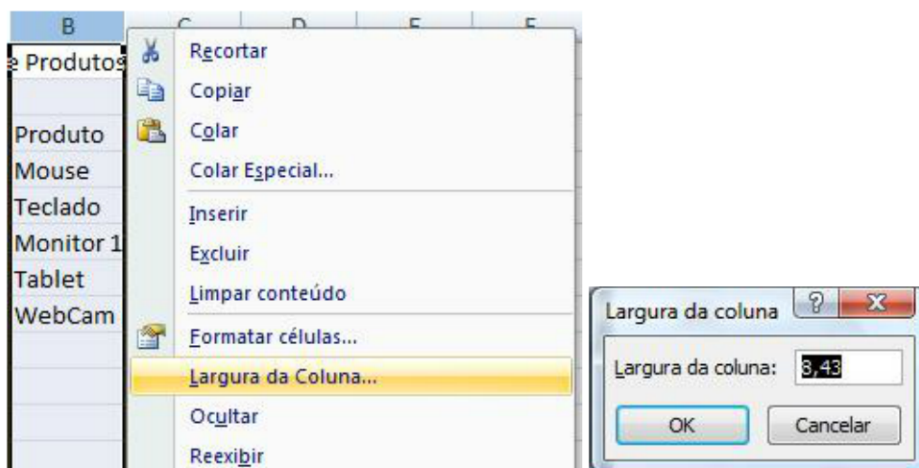 B
e Produtos
Produto
Mouse
Teclado
Monitor 1
Tablet
WebCam
Recortar
Copiar
Colar
Colar Especial...
Inserir
Excluir
Limpar conteúdo
Formatar células...
Largura da Coluna...
Ocultar
Reexibir
Largura da coluna
Largura da coluna: 8,43
OK Cancelar